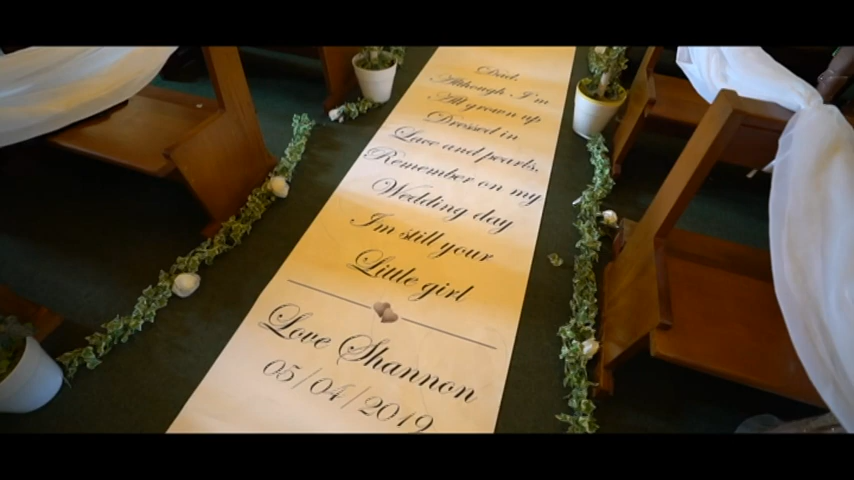 Dad,
Although I'm
All grown up
Dressed in
Lace and pearls,
Remember on my
Wedding day
I'm still your
Little girl
Love Shannon
05/04/2019